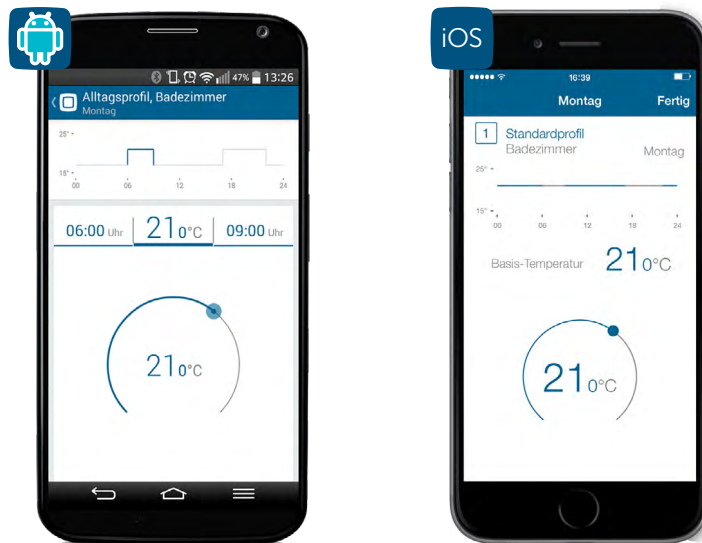 47% 13:26
Alltagsprofil, Badezimmer
Montag
25°
15°
00 06 12 18 24
06:00 Uhr 21 0°C 09:00 Uhr
21 0°C
iOS
16:39
Montag Fertig
1 Standardprofil
Badezimmer Montag
25°
15°
00 06 12 18 24
Basis-Temperatur 21 0°C
21 0°C